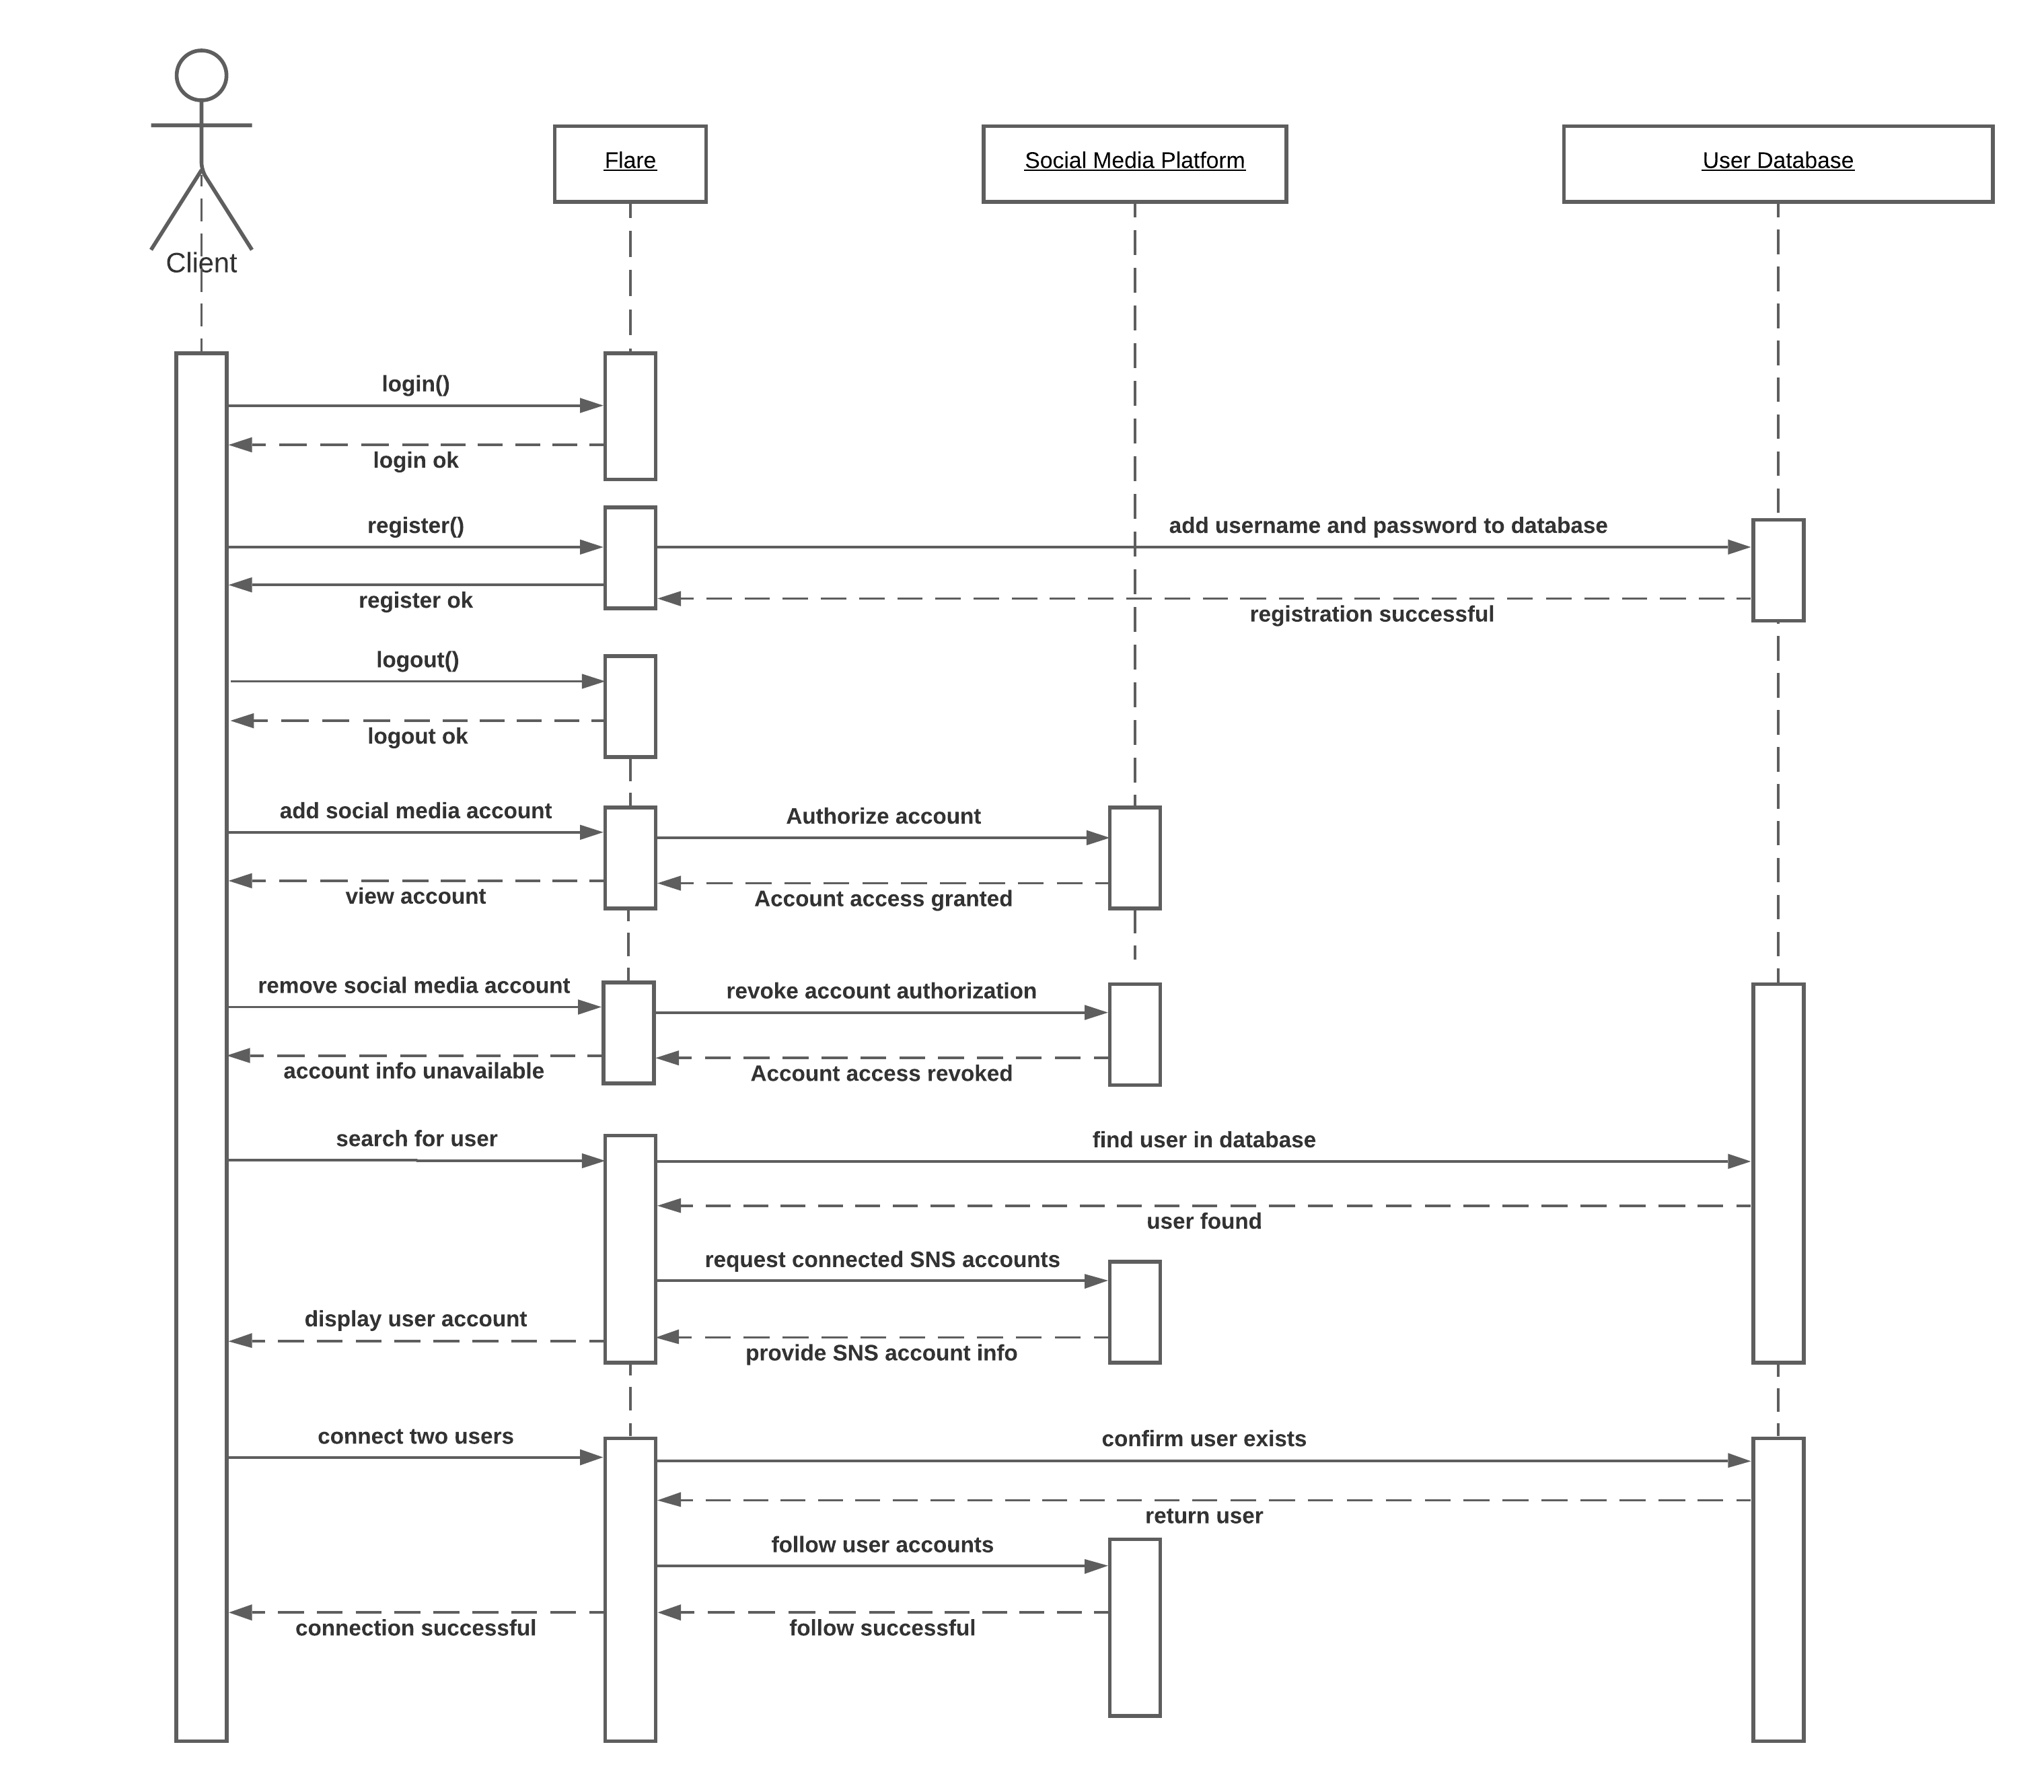 Flare
Social Media Platform
User Database
Client
login()
login ok
register()
add username and password to database
register ok
registration successful
logout()
logout ok
add social media account
Authorize account
view account
Account access granted
remove social media account
revoke account authorization
account info unavailable
Account access revoked
search for user
find user in database
user found
request connected SNS accounts
display user account
provide SNS account info
connect two users
confirm user exists
return user
follow user accounts
connection successful
follow successful